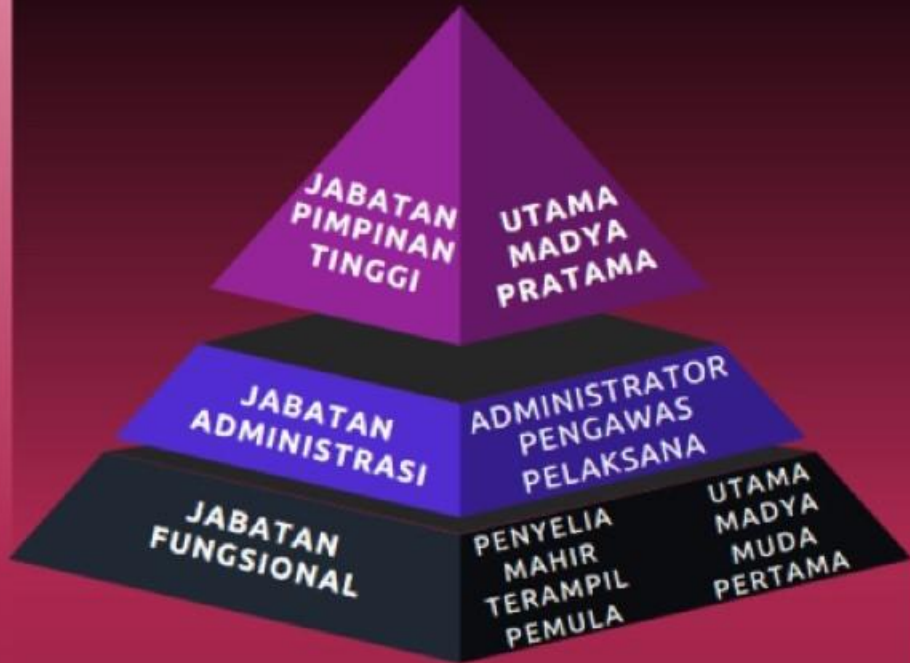 JABATAN
PIMPINAN
TINGGI
UTAMA
MADYA
PRATAMA
JABATAN
ADMINISTRASI
ADMINISTRATOR
PENGAWAS
PELAKSANA
JABATAN
FUNGSIONAL
PENYELIA
MAHIR
TERAMPIL
PEMULA
UTAMA
MADYA
MUDA
PERTAMA